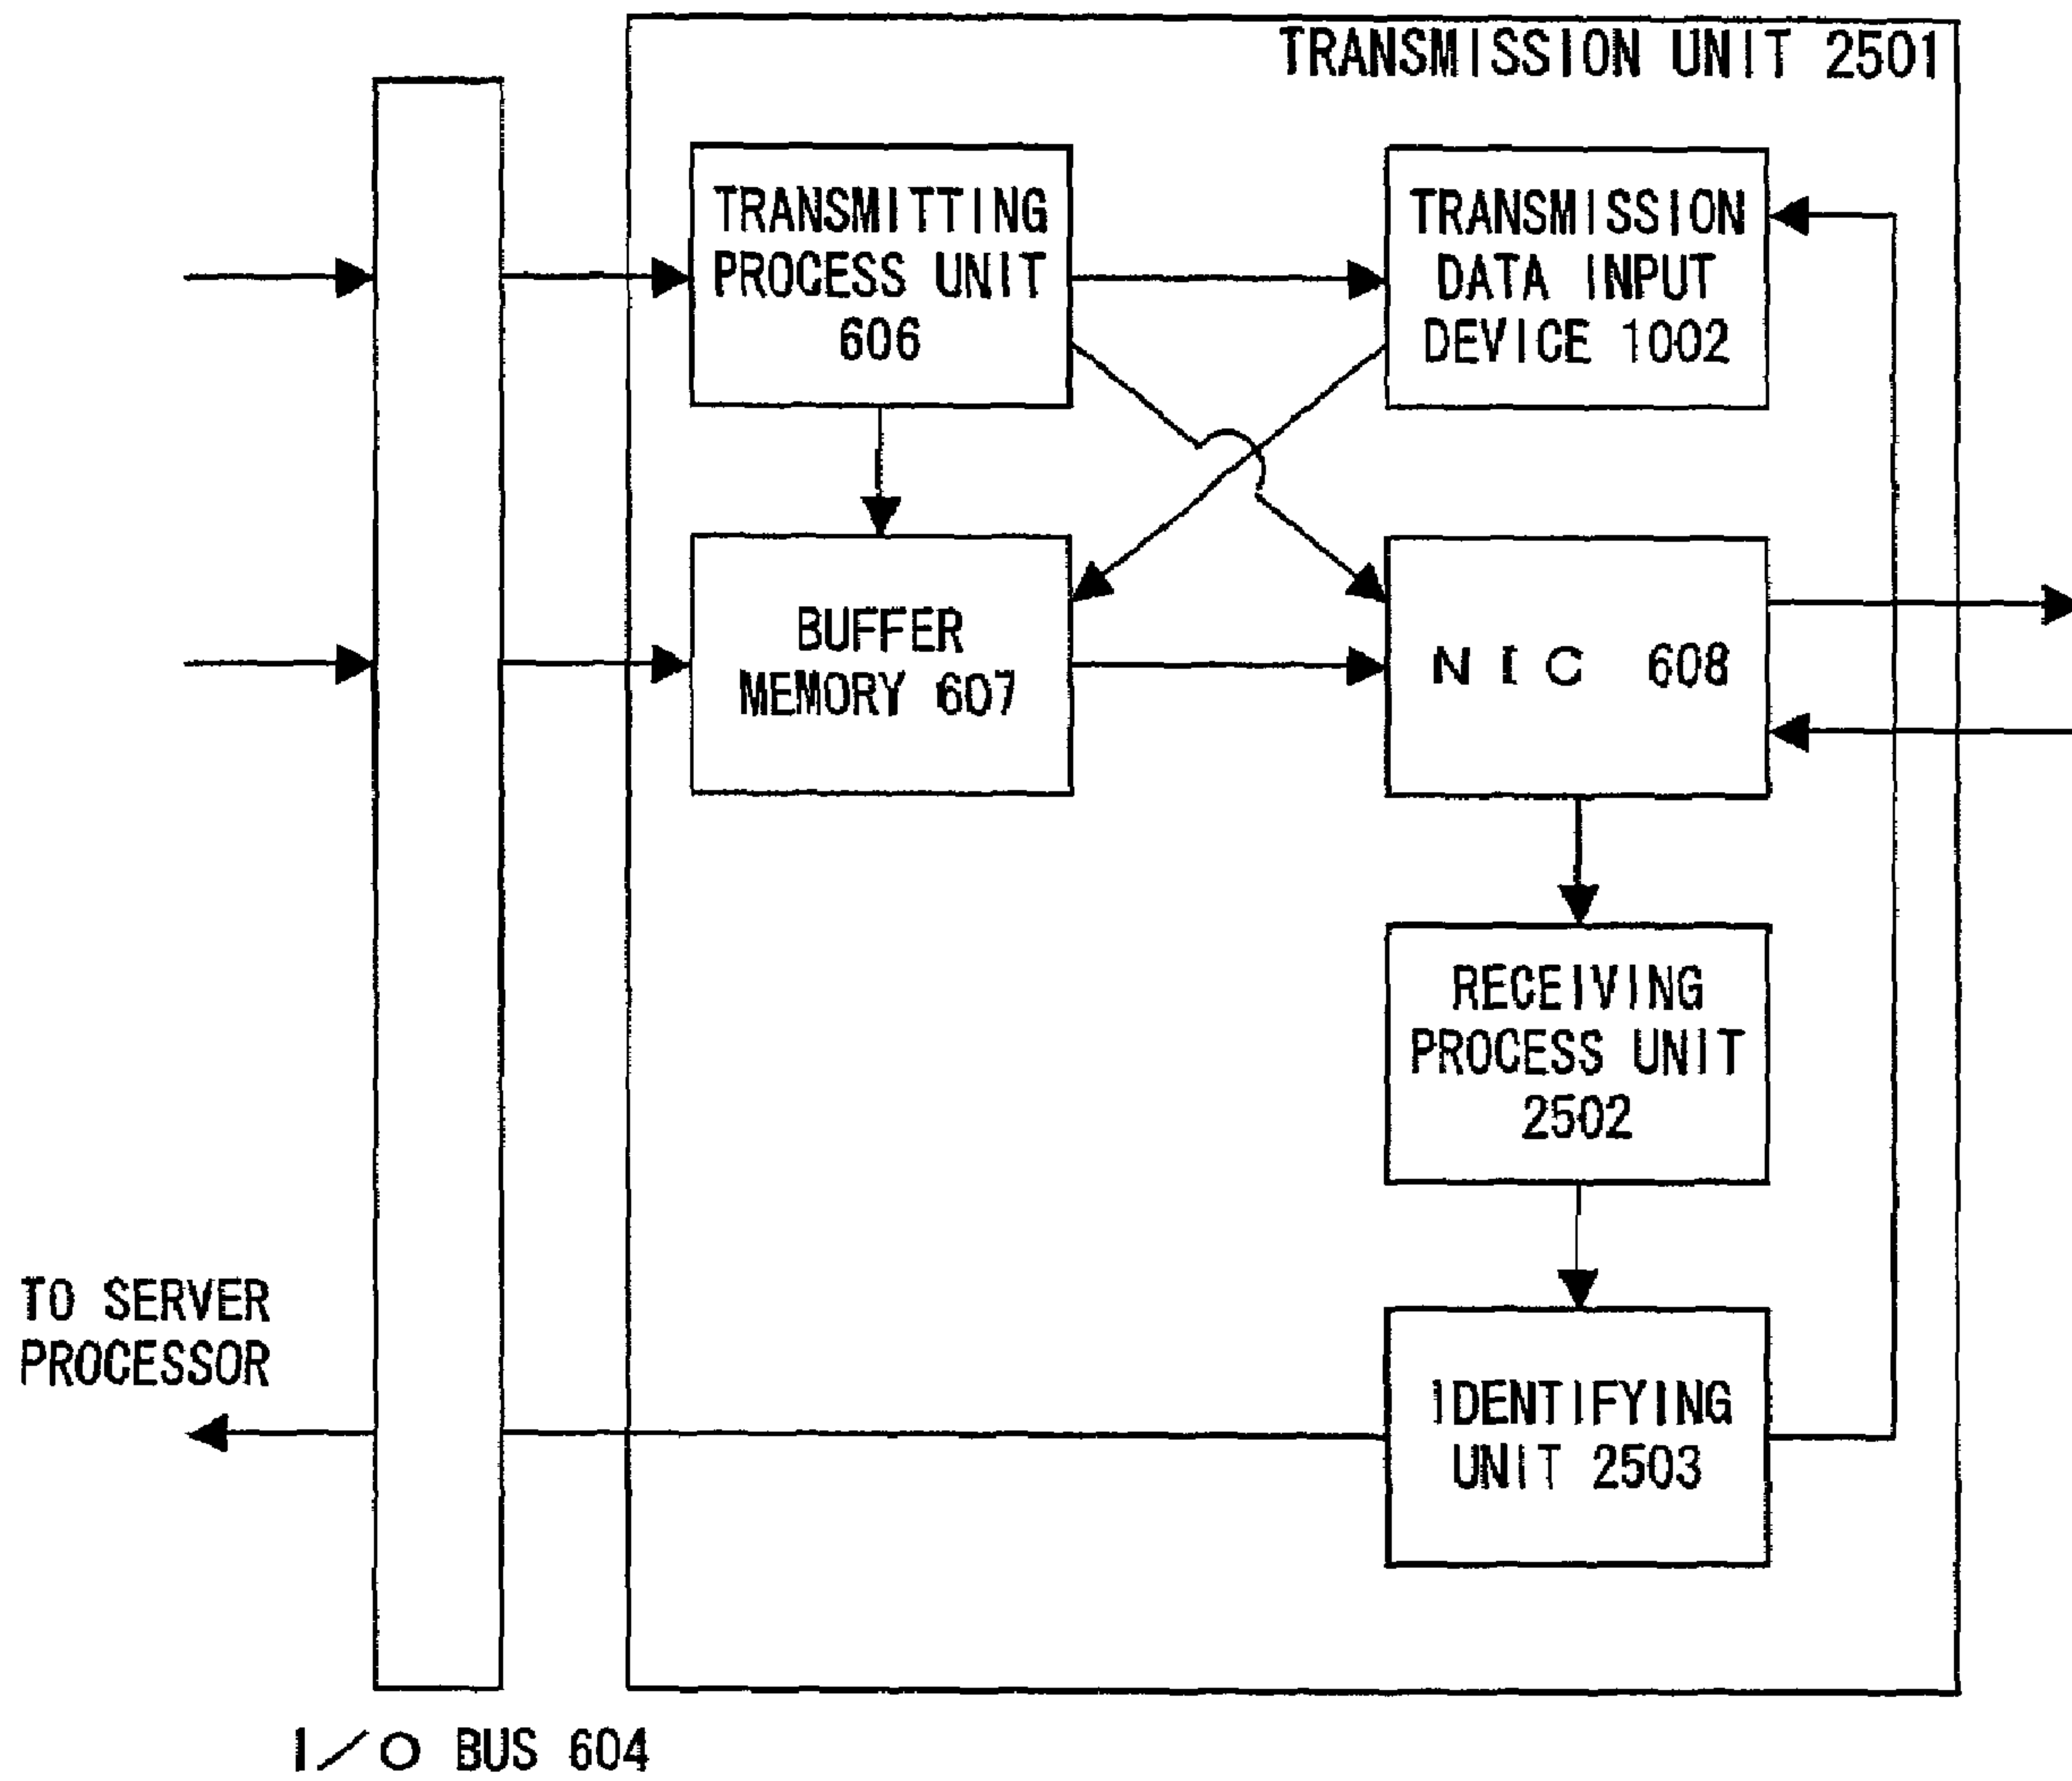 TRANSMISSION UNIT 2501
TRANSMITTING
PROCESS UNIT
606
TRANSMISSION
DATA INPUT
DEVICE 1002
BUFFER
MEMORY 607
NIC 608
RECEIVING
PROCESS UNIT
2502
TO SERVER
PROCESSOR
IDENTIFYING
UNIT 2503
I/O BUS 604